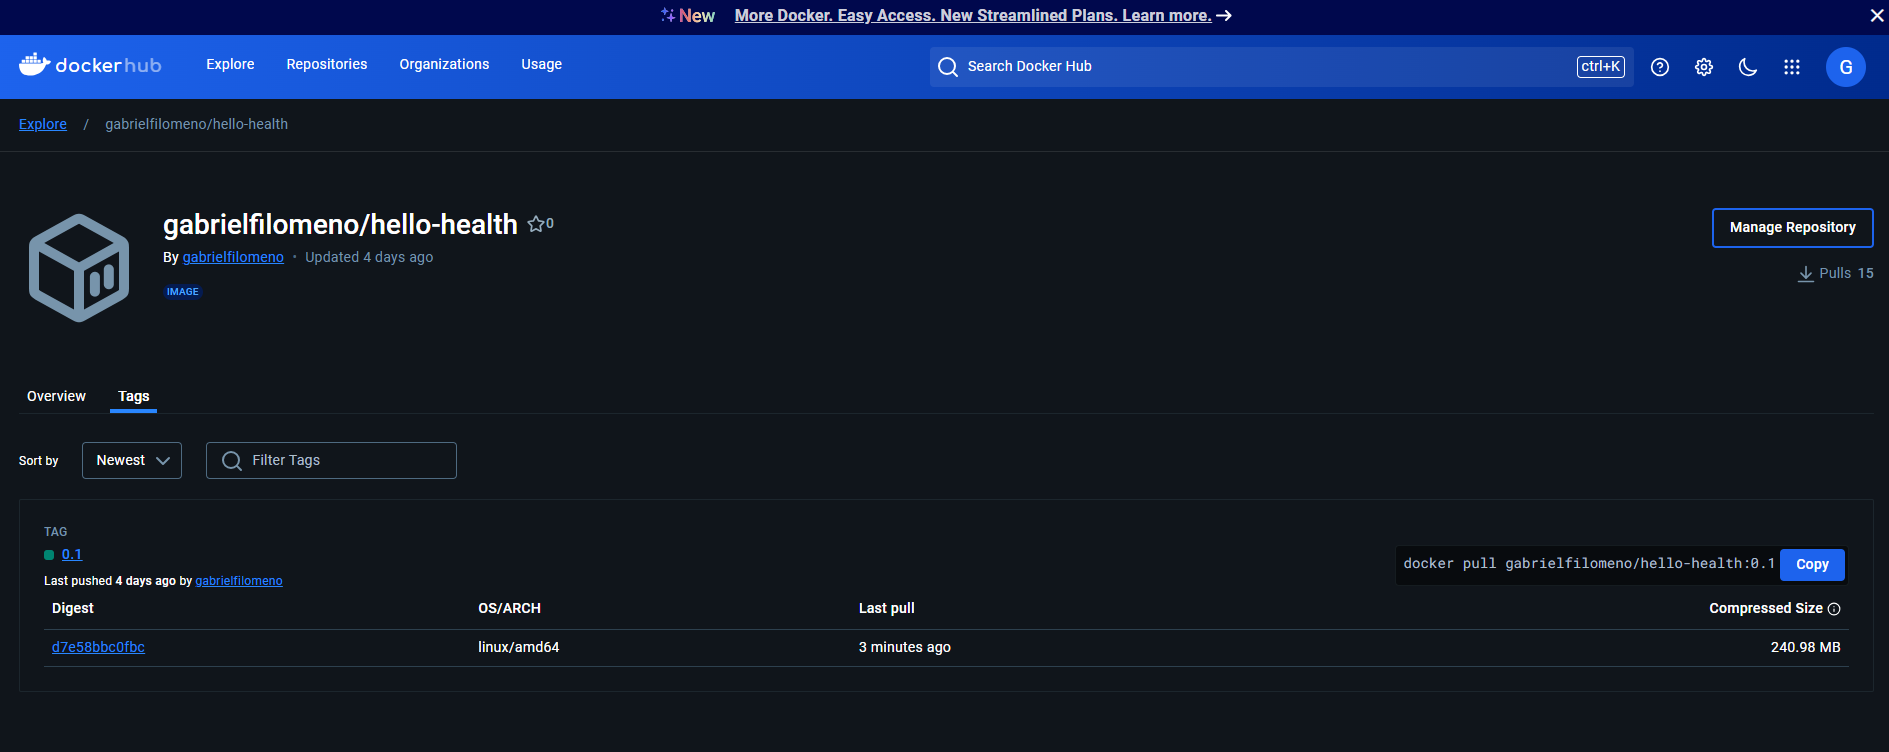 New More Docker. Easy Access. New Streamlined Plans. Learn more. →
dockerhub Explore Repositories Organizations Usage Search Docker Hub ctrl+K G
Explore / gabrielfilomeno/hello-health
gabrielfilomeno/hello-health 0
Manage Repository
By gabrielfilomeno • Updated 4 days ago
Pulls 15
IMAGE
Overview Tags
Sort by Newest Filter Tags
TAG
0.1
docker pull gabrielfilomeno/hello-health:0.1 Copy
Last pushed 4 days ago by gabrielfilomeno
Digest OS/ARCH Last pull Compressed Size
d7e58bbc0fbc linux/amd64 3 minutes ago 240.98 MB